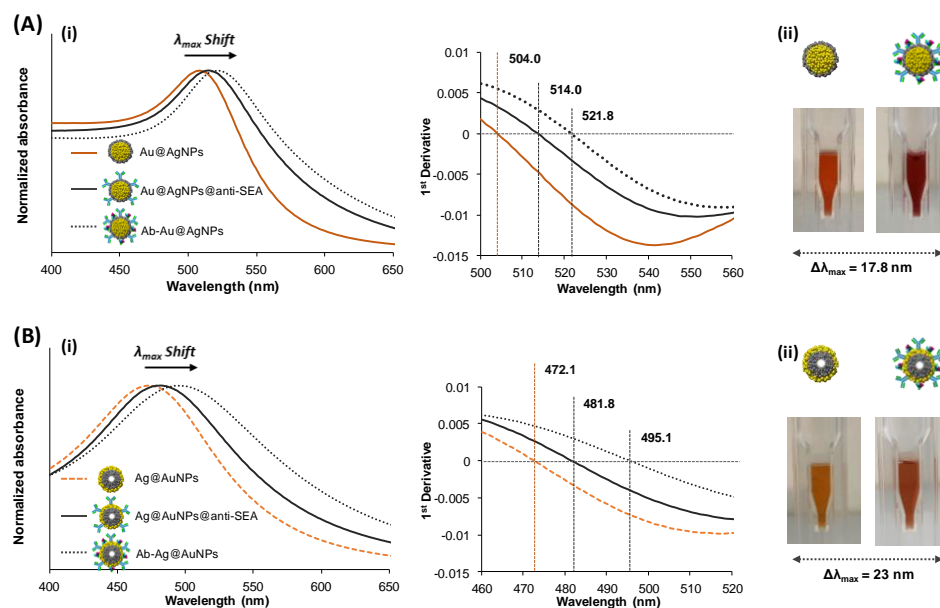 (A)
(i)
λmax Shift
Normalized absorbance
Au@AgNPs
Au@AgNPs@anti-SEA
Ab-Au@AgNPs
400 450 500 550 600 650
Wavelength (nm)
1st Derivative
0.01
0.005
0
-0.005
-0.01
-0.015
504.0
514.0
521.8
500 510 520 530 540 550 560
Wavelength (nm)
(ii)
Δλmax = 17.8 nm
(B)
(i)
λmax Shift
Normalized absorbance
Ag@AuNPs
Ag@AuNPs@anti-SEA
Ab-Ag@AuNPs
400 450 500 550 600 650
Wavelength (nm)
1st Derivative
0.01
0.005
0
-0.005
-0.01
-0.015
472.1
481.8
495.1
460 470 480 490 500 510 520
Wavelength (nm)
(ii)
Δλmax = 23 nm